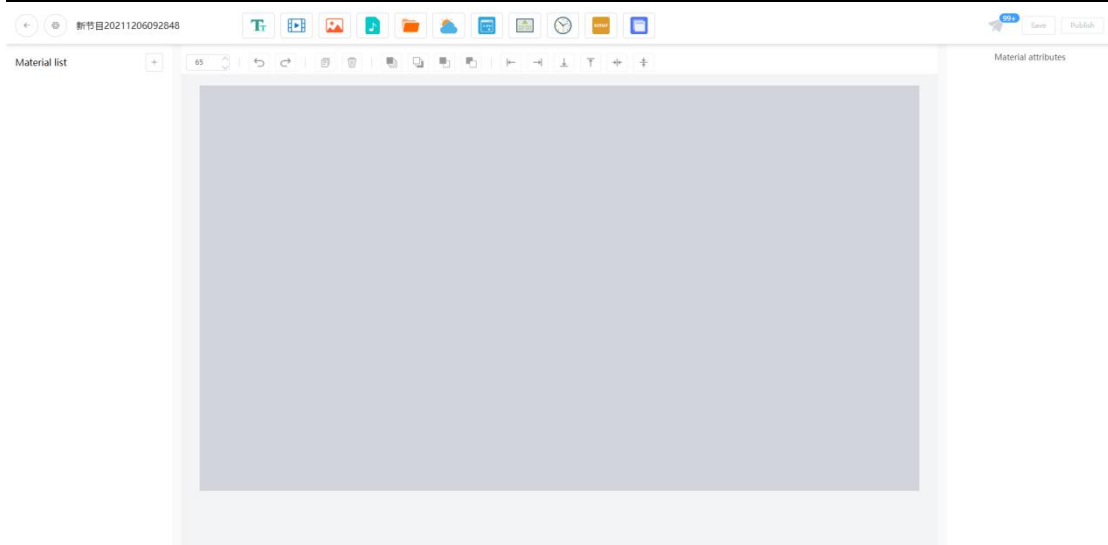 新节目20211206092848
99+
Save
Publish
Material list
65
Material attributes